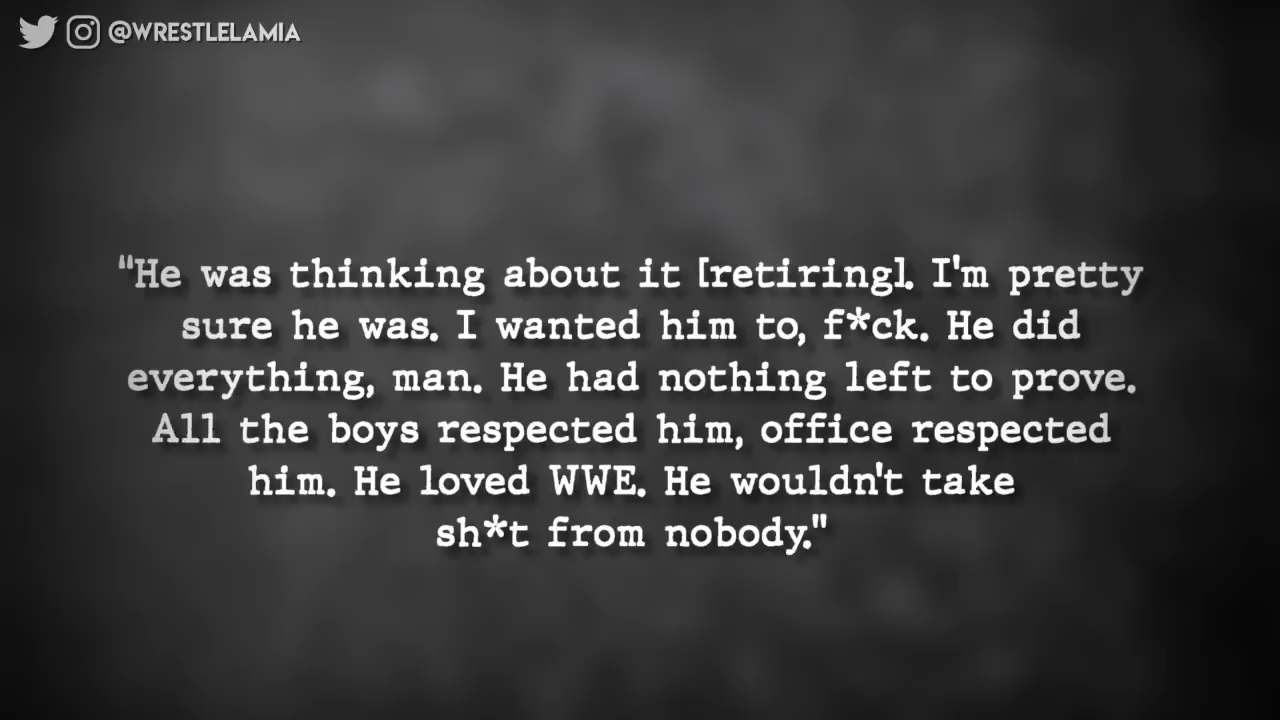 @WRESTLELAMIA
"He was thinking about it [retiring]. I'm pret
sure he was. I wanted him to, f*ck. He did
everything, man. He had nothing left to prove.
All the boys respected him, office respected
him. He loved WWE. He wouldn't take
sh*t from nobody."